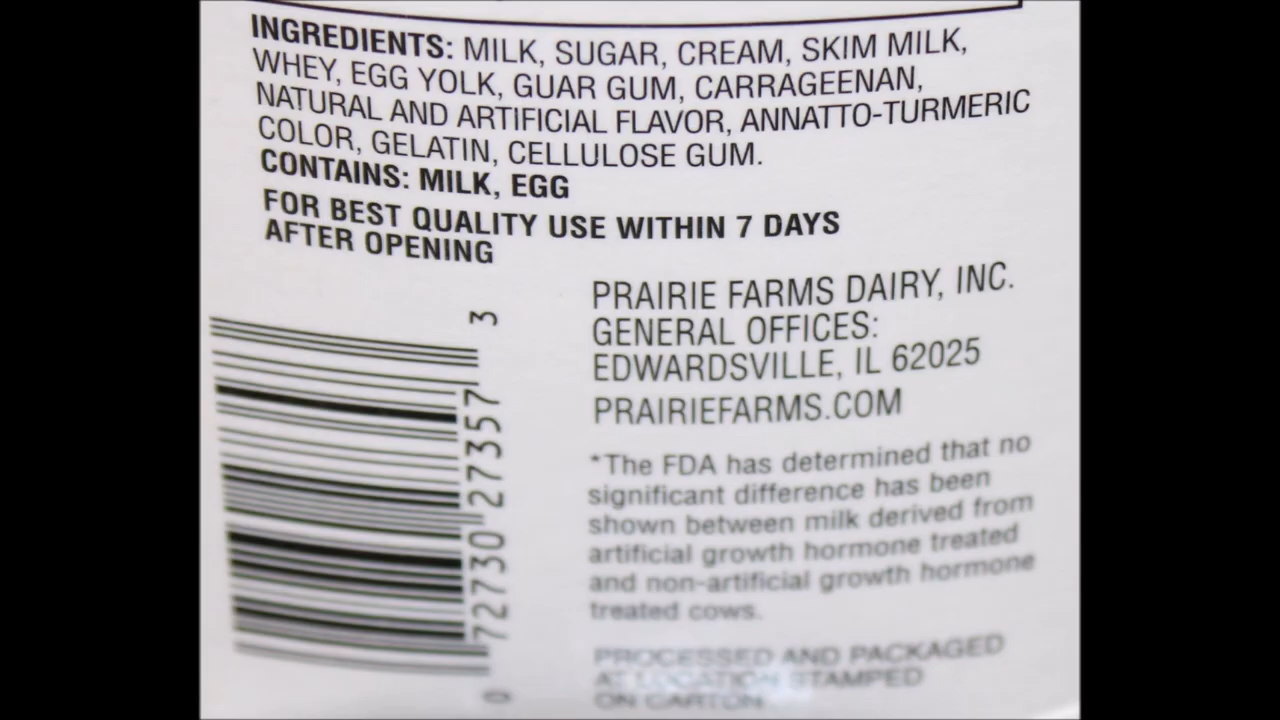 INGREDIENTS: MILK, SUGAR, CREAM, SKIM MILK,
WHEY, EGG YOLK, GUAR GUM, CARRAGEENAN,
NATURAL AND ARTIFICIAL FLAVOR, ANNATTO-TURMERIC
COLOR, GELATIN, CELLULOSE GUM.
CONTAINS: MILK, EGG
FOR BEST QUALITY USE WITHIN 7 DAYS
AFTER OPENING
0 72730 27357 3
PRAIRIE FARMS DAIRY, INC.
GENERAL OFFICES:
EDWARDSVILLE, IL 62025
PRAIRIEFARMS.COM
*The FDA has determined that no
significant difference has been
shown between milk derived from
artificial growth hormone treated
and non-artificial growth hormone
treated cows.
PROCESSED AND PACKAGED
AT LOCATION STAMPED
ON CARTON